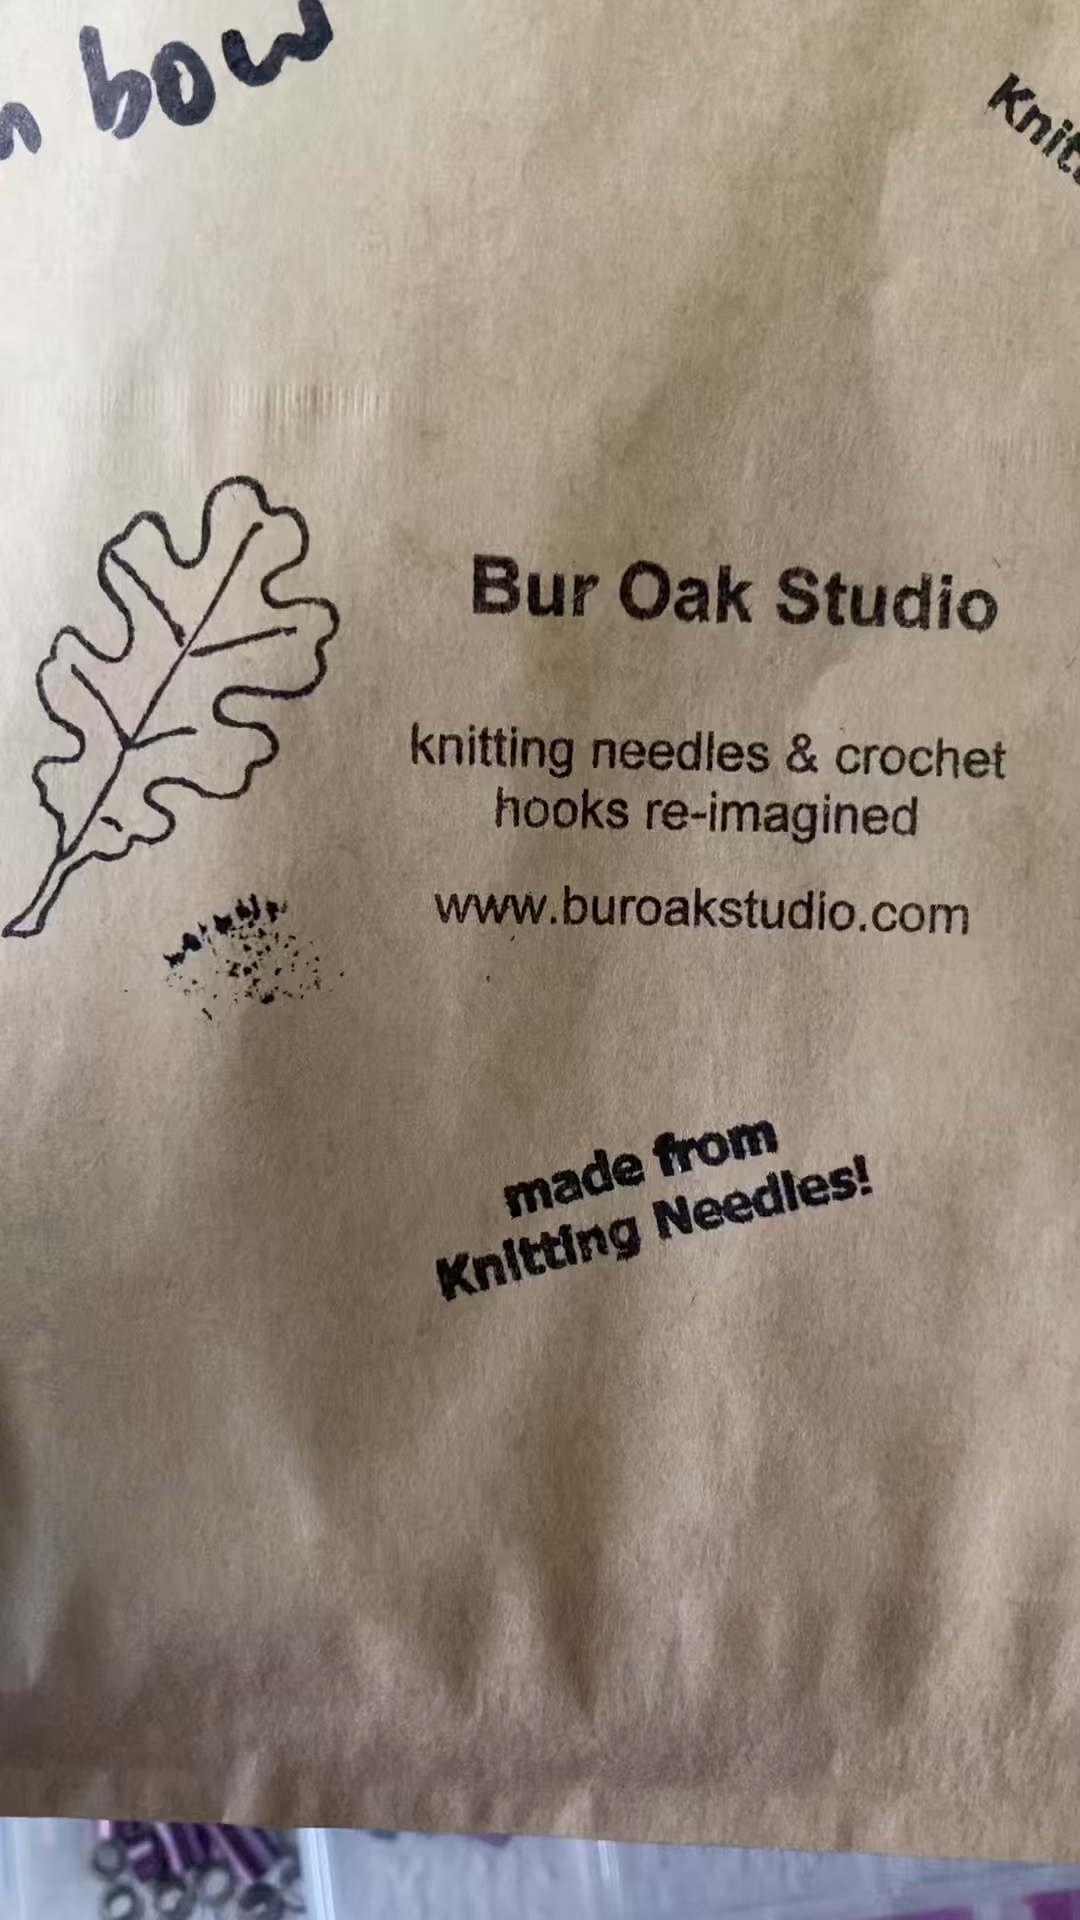 bow
Bur Oak Studio
knitting needles & crochet
hooks re-imagined
www.buroakstudio.com
made from
Knitting Needles!